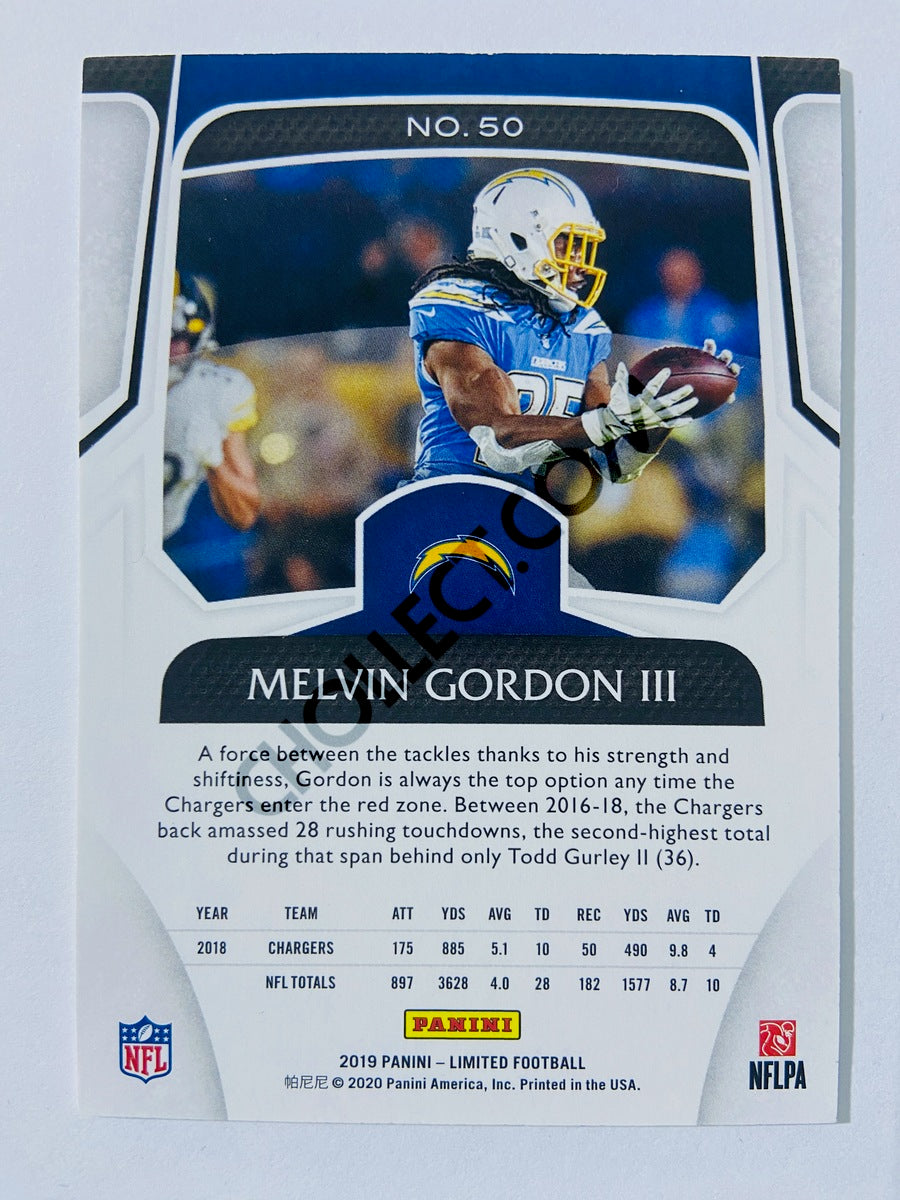 NO. 50
CHARGERS
25
CHOLLECT.COM
MELVIN GORDON III
A force between the tackles thanks to his strength and
shiftiness, Gordon is always the top option any time the
Chargers enter the red zone. Between 2016-18, the Chargers
back amassed 28 rushing touchdowns, the second-highest total
during that span behind only Todd Gurley II (36).
YEAR TEAM ATT YDS AVG TD REC YDS AVG TD
2018 CHARGERS 175 885 5.1 10 50 490 9.8 4
NFL TOTALS 897 3628 4.0 28 182 1577 8.7 10
PANINI
NFL
2019 PANINI – LIMITED FOOTBALL
帕尼尼 © 2020 Panini America, Inc. Printed in the USA.
NFLPA